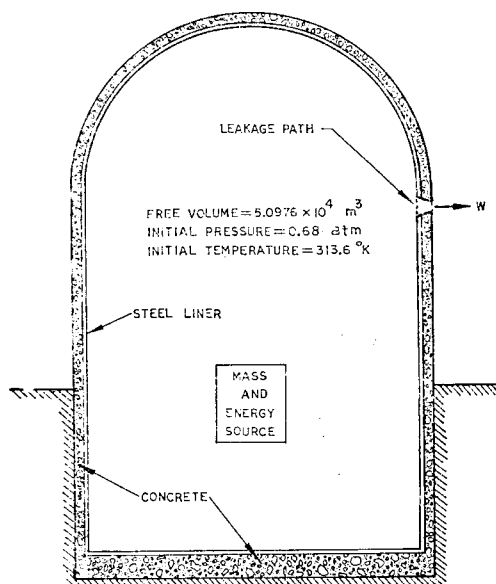 LEAKAGE PATH
W
FREE VOLUME = 5.0976 × 10⁴ m³
INITIAL PRESSURE = 0.68 atm
INITIAL TEMPERATURE = 313.6 °K
STEEL LINER
MASS
AND
ENERGY
SOURCE
CONCRETE